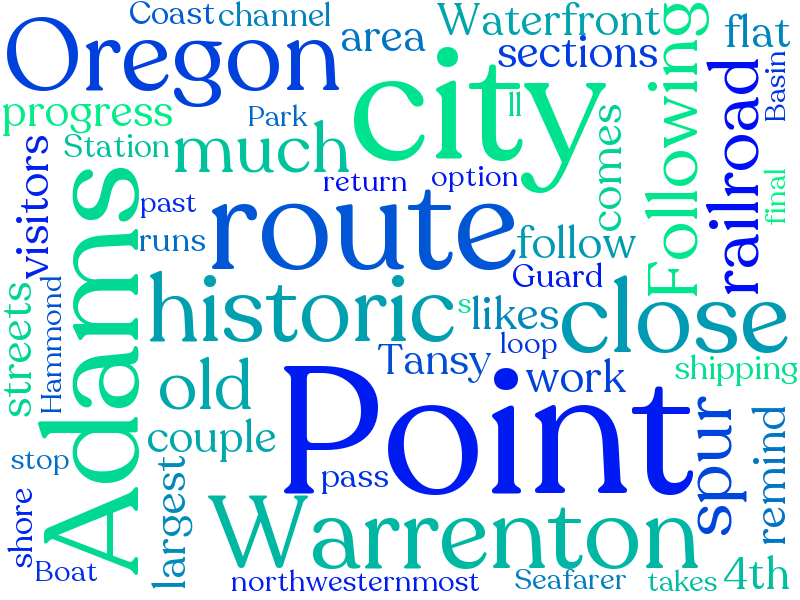 Coast channel
Oregon
area
Waterfront
sections
flat
progress
Park
city
ll
Following
railroad
Basin
Station
much
return
option
comes
final
visitors
Adams
past
runs
route
follow
Guard
streets
Hammond
historic
s
likes
loop
close
Tansy
work
shipping
old
couple
Point
pass
spur
remind
stop
shore
Boat
largest
Warrenton
northwesternmost
Seafarer
takes
4th